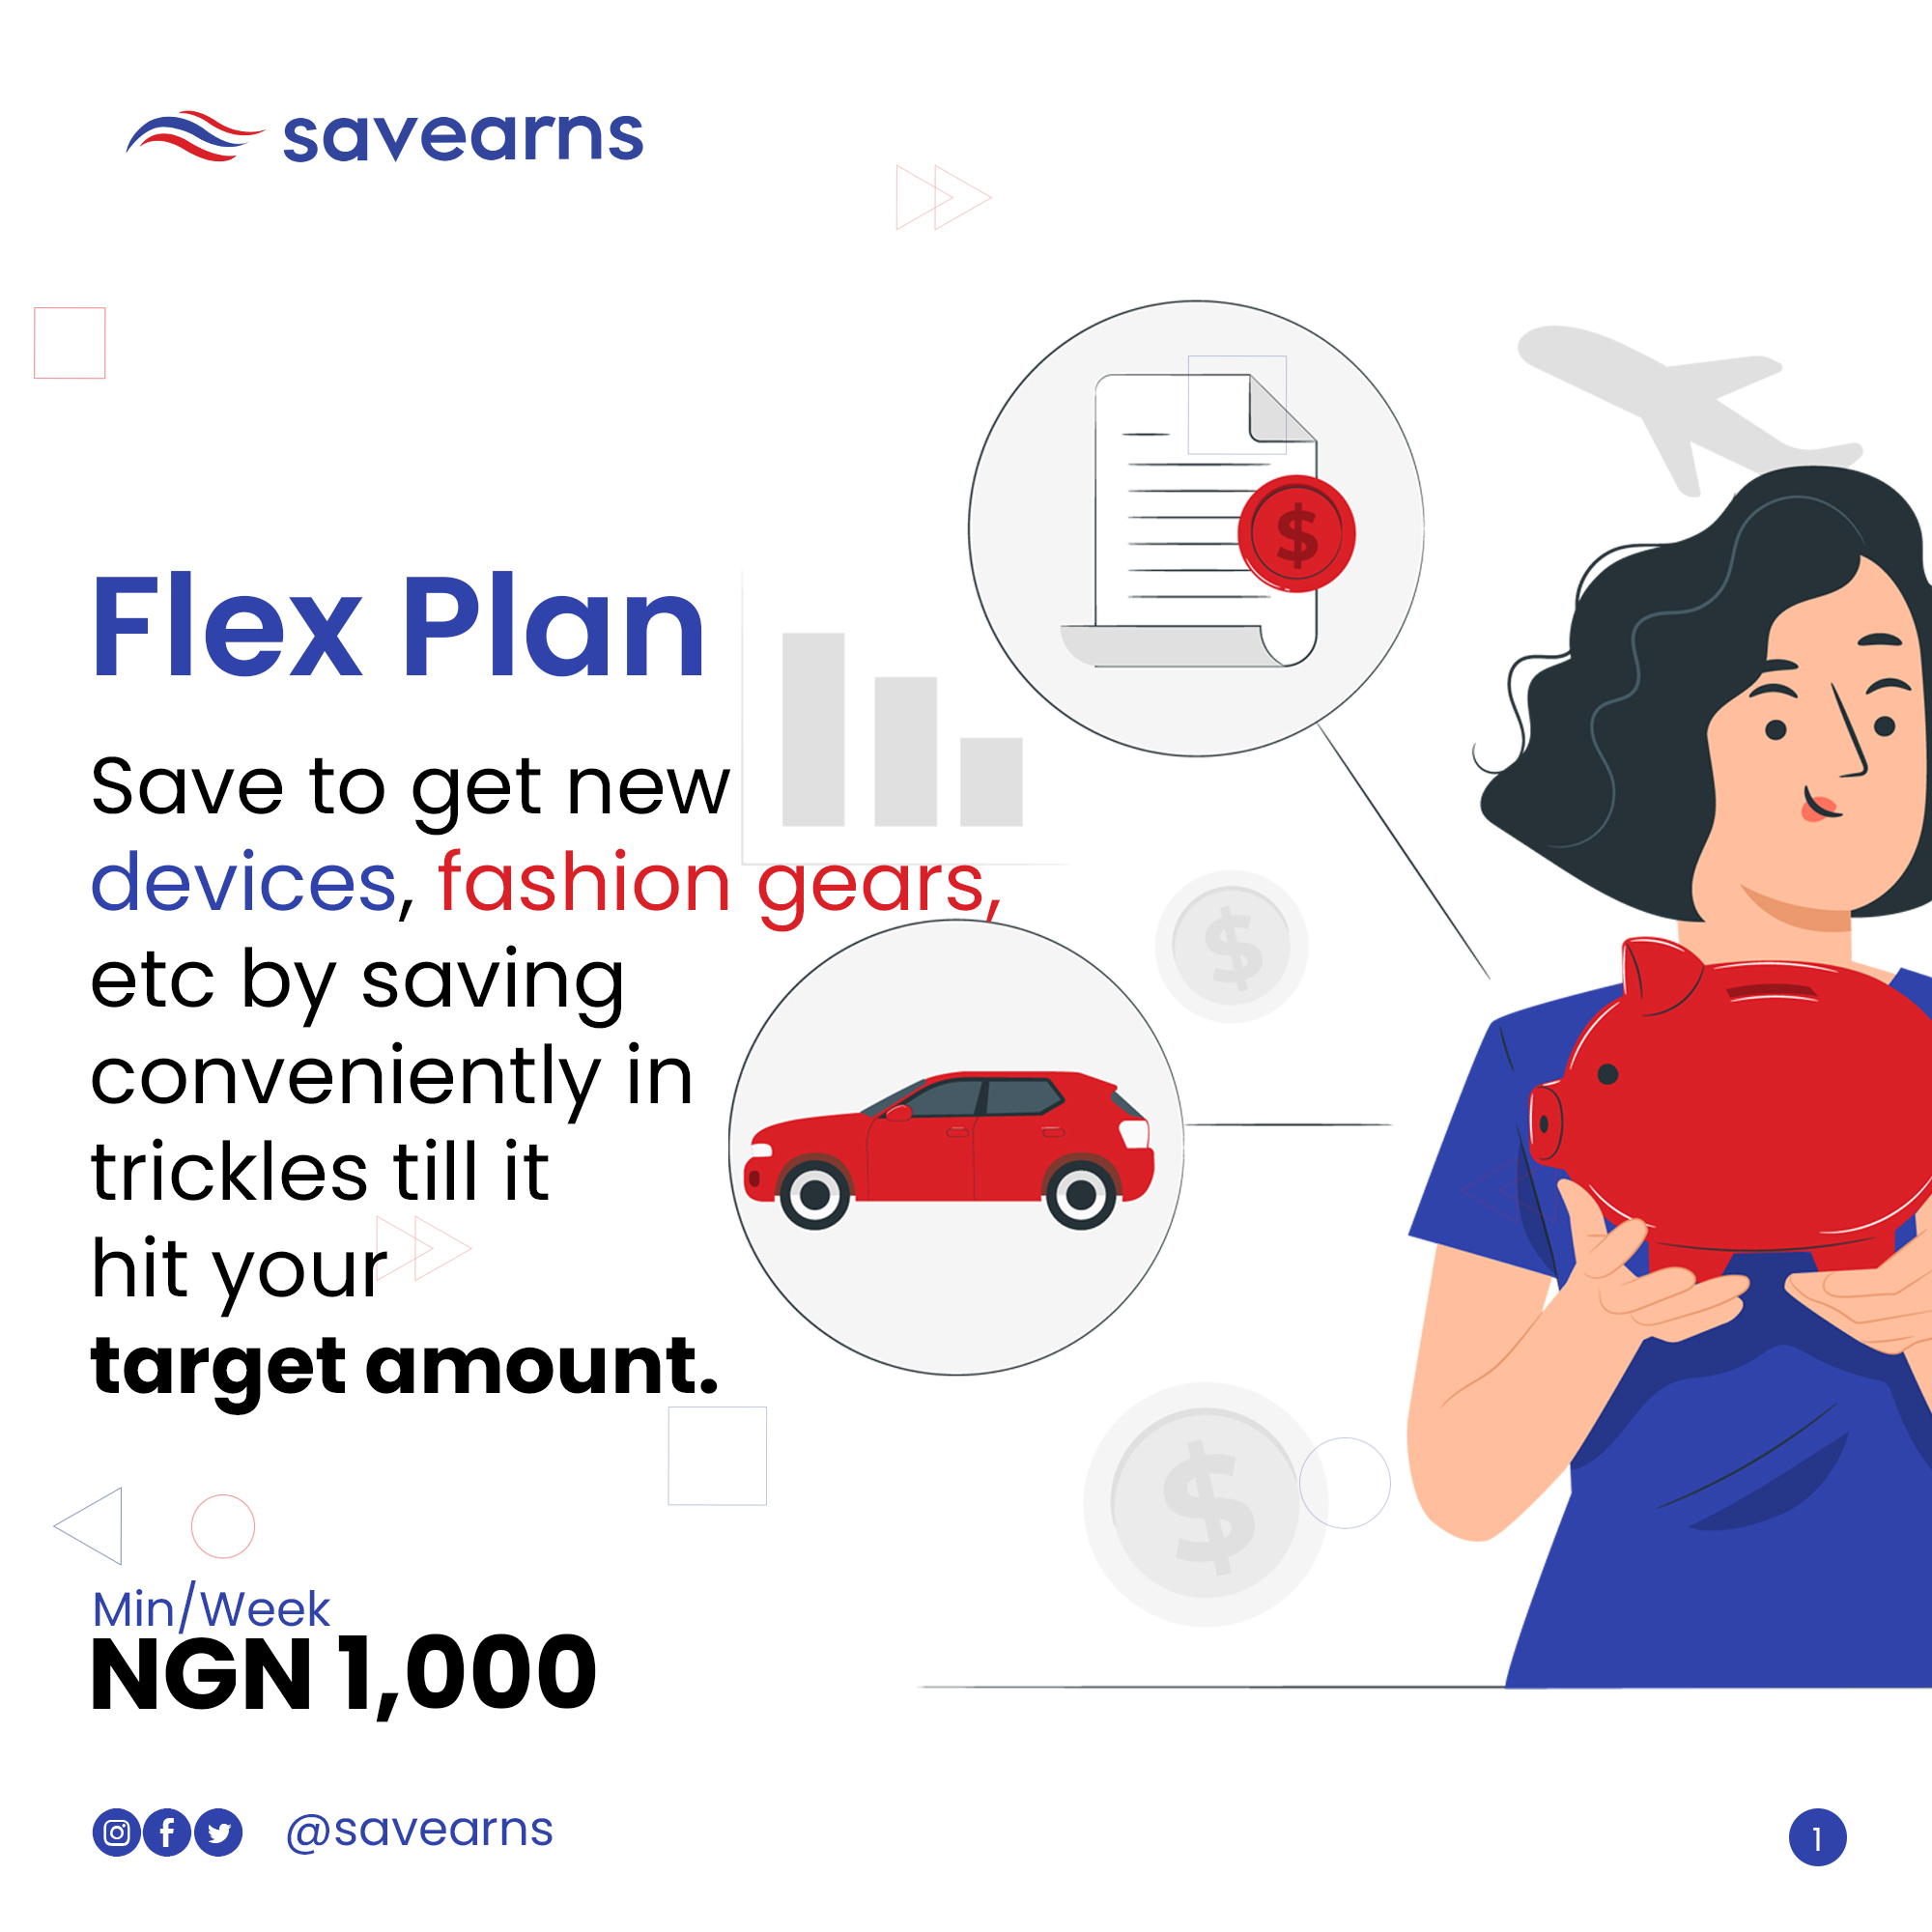 savearns
Flex Plan
Save to get new
devices, fashion gears,
etc by saving
conveniently in
trickles till it
hit your
target amount.
$
$
$
Min/Week
NGN 1,000
@savearns
1